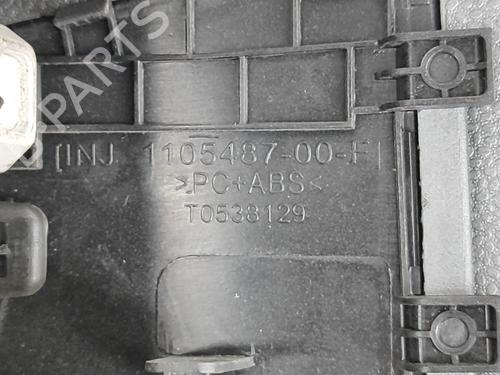 B-PARTS
[INJ 1105487-00-F]
>PC+ABS<
T0538129